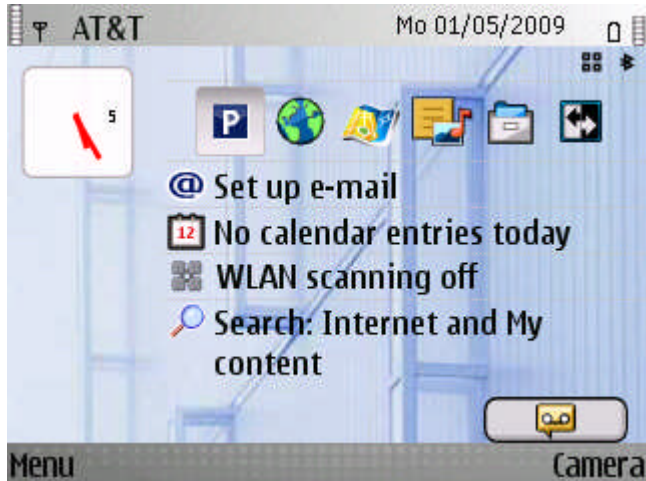 AT&T
Mo 01/05/2009
5
P
@ Set up e-mail
12 No calendar entries today
WLAN scanning off
Search: Internet and My
content
Menu
Camera